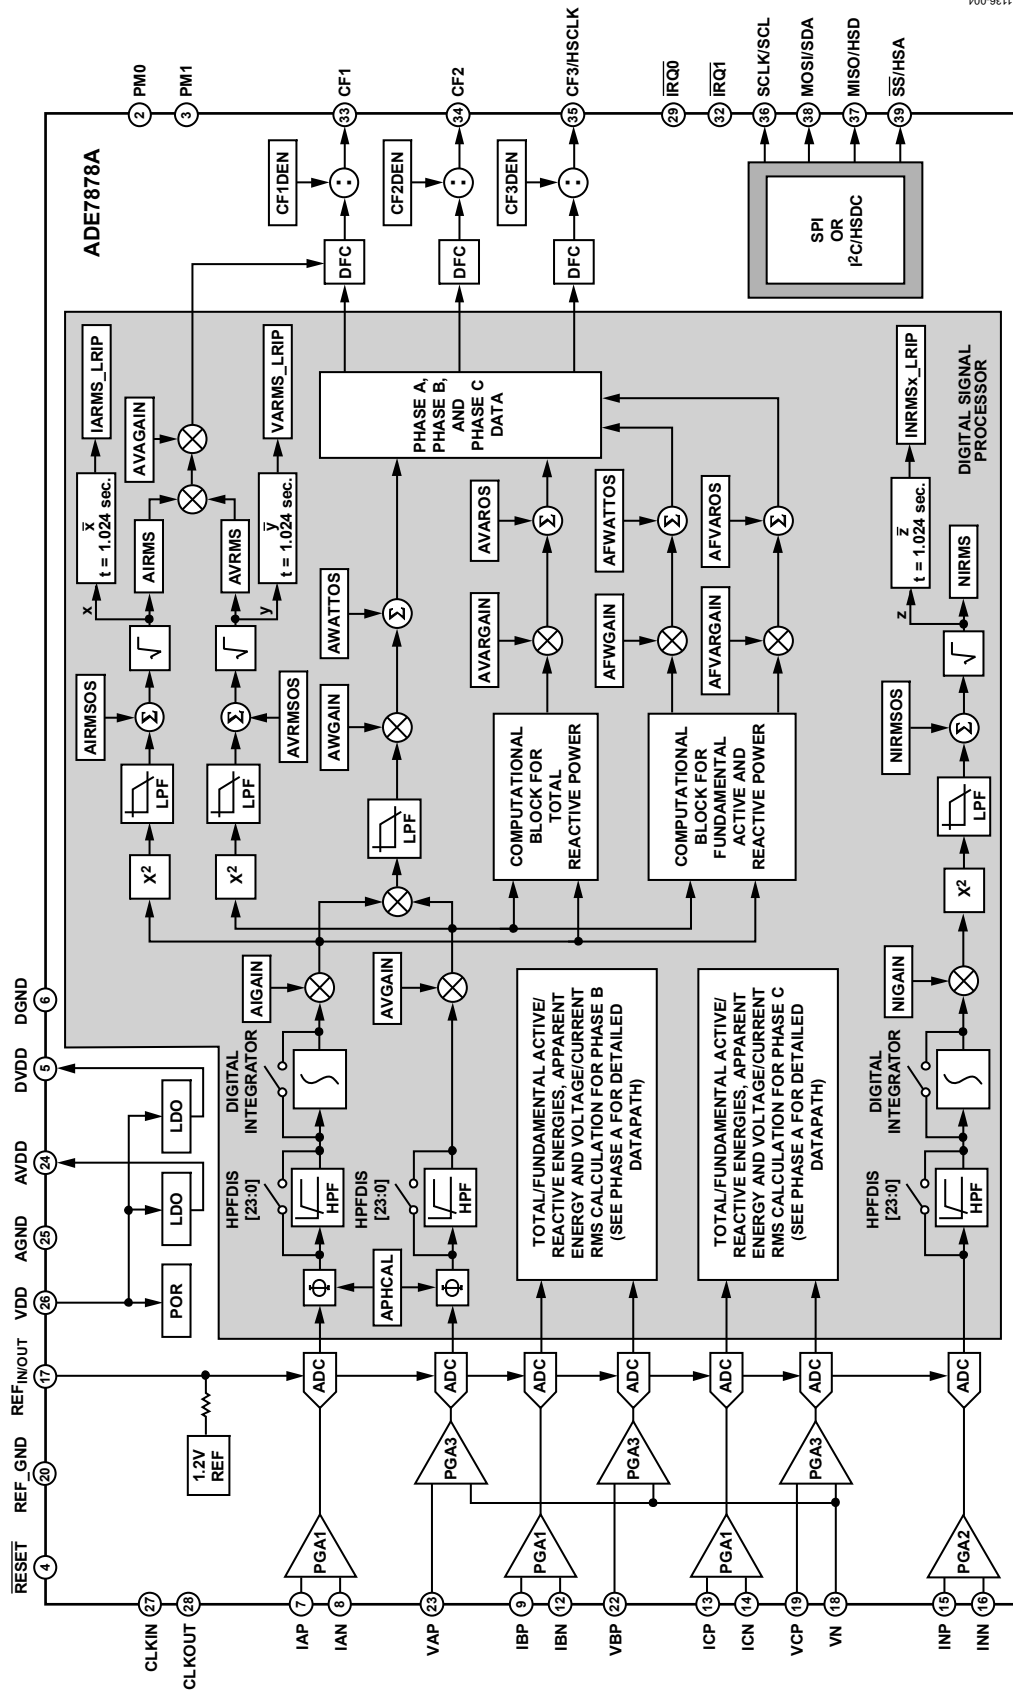 RESET
4
REF_GND
20
REFIN/OUT
17
VDD
26
AGND
25
AVDD
24
DVDD
5
DGND
6
ADE7878A
CLKIN
27
CLKOUT
28
1.2V
REF
POR
LDO
LDO
IAP
7
IAN
8
PGA1
ADC
Φ
HPFDIS
[23:0]
HPF
DIGITAL
INTEGRATOR
∫
AIGAIN
APHCAL
VAP
23
PGA3
ADC
Φ
HPFDIS
[23:0]
HPF
AVGAIN
X2
LPF
AIRMSOS
Σ
√
x
AIRMS
x
t = 1.024 sec.
IARMS_LRIP
AVAGAIN
X2
LPF
AVRMSOS
Σ
√
y
AVRMS
y
t = 1.024 sec.
VARMS_LRIP
LPF
AWGAIN
AWATTOS
Σ
COMPUTATIONAL
BLOCK FOR
TOTAL
REACTIVE POWER
AVARGAIN
AVAROS
Σ
COMPUTATIONAL
BLOCK FOR
FUNDAMENTAL
ACTIVE AND
REACTIVE POWER
AFWGAIN
AFWATTOS
Σ
AFVARGAIN
AFVAROS
Σ
PHASE A,
PHASE B,
AND
PHASE C
DATA
IBP
9
IBN
12
PGA1
ADC
VBP
22
PGA3
ADC
TOTAL/FUNDAMENTAL ACTIVE/
REACTIVE ENERGIES, APPARENT
ENERGY AND VOLTAGE/CURRENT
RMS CALCULATION FOR PHASE B
(SEE PHASE A FOR DETAILED
DATAPATH)
ICP
13
ICN
14
PGA1
ADC
VCP
19
VN
18
PGA3
ADC
TOTAL/FUNDAMENTAL ACTIVE/
REACTIVE ENERGIES, APPARENT
ENERGY AND VOLTAGE/CURRENT
RMS CALCULATION FOR PHASE C
(SEE PHASE A FOR DETAILED
DATAPATH)
INP
15
INN
16
PGA2
ADC
HPFDIS
[23:0]
HPF
DIGITAL
INTEGRATOR
∫
NIGAIN
X2
LPF
NIRMSOS
Σ
√
z
NIRMS
z
t = 1.024 sec.
INRMSx_LRIP
DIGITAL SIGNAL
PROCESSOR
DFC
CF1DEN
:
DFC
CF2DEN
:
DFC
CF3DEN
:
SPI
OR
I2C/HSDC
2
PM0
3
PM1
33
CF1
34
CF2
35
CF3/HSCLK
29
IRQ0
32
IRQ1
36
SCLK/SCL
38
MOSI/SDA
37
MISO/HSD
39
SS/HSA